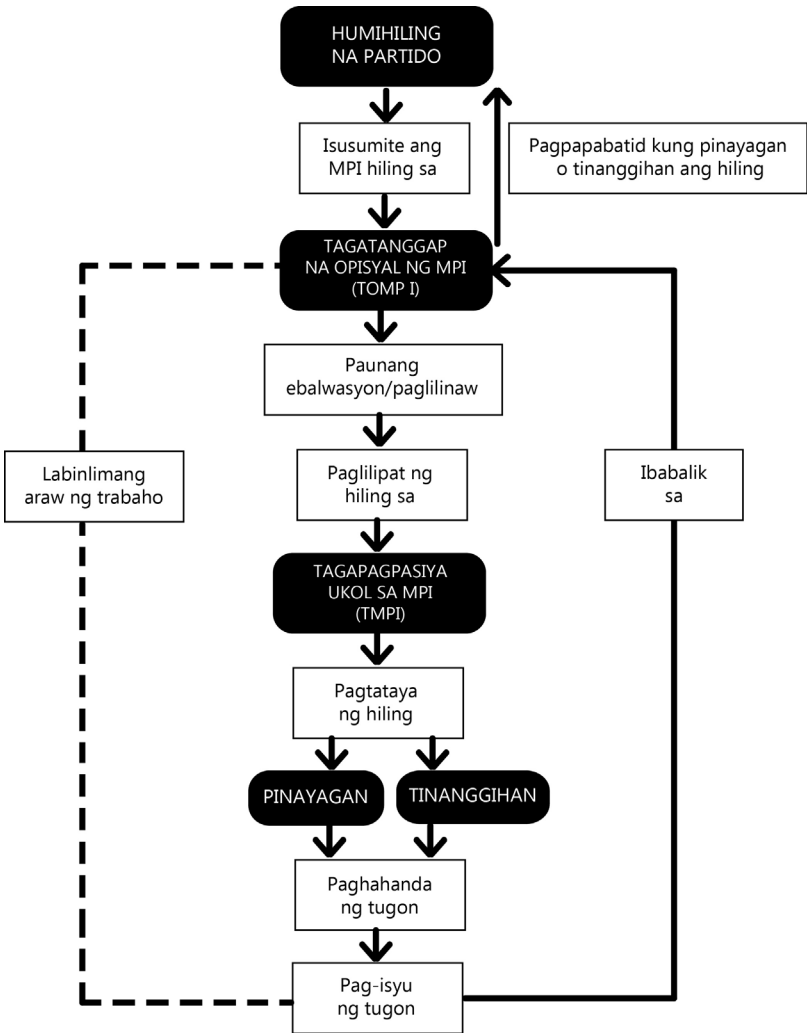 HUMIHILING
NA PARTIDO
Isusumite ang
MPI hiling sa
Pagpapabatid kung pinayagan
o tinanggihan ang hiling
TAGATANGGAP
NA OPISYAL NG MPI
(TOMP I)
Paunang
ebalwasyon/paglilinaw
Labinlimang
araw ng trabaho
Paglilipat ng
hiling sa
Ibabalik
sa
TAGAPAGPASIYA
UKOL SA MPI
(TMPI)
Pagtataya
ng hiling
PINAYAGAN
TINANGGIHAN
Paghahanda
ng tugon
Pag-isyu
ng tugon